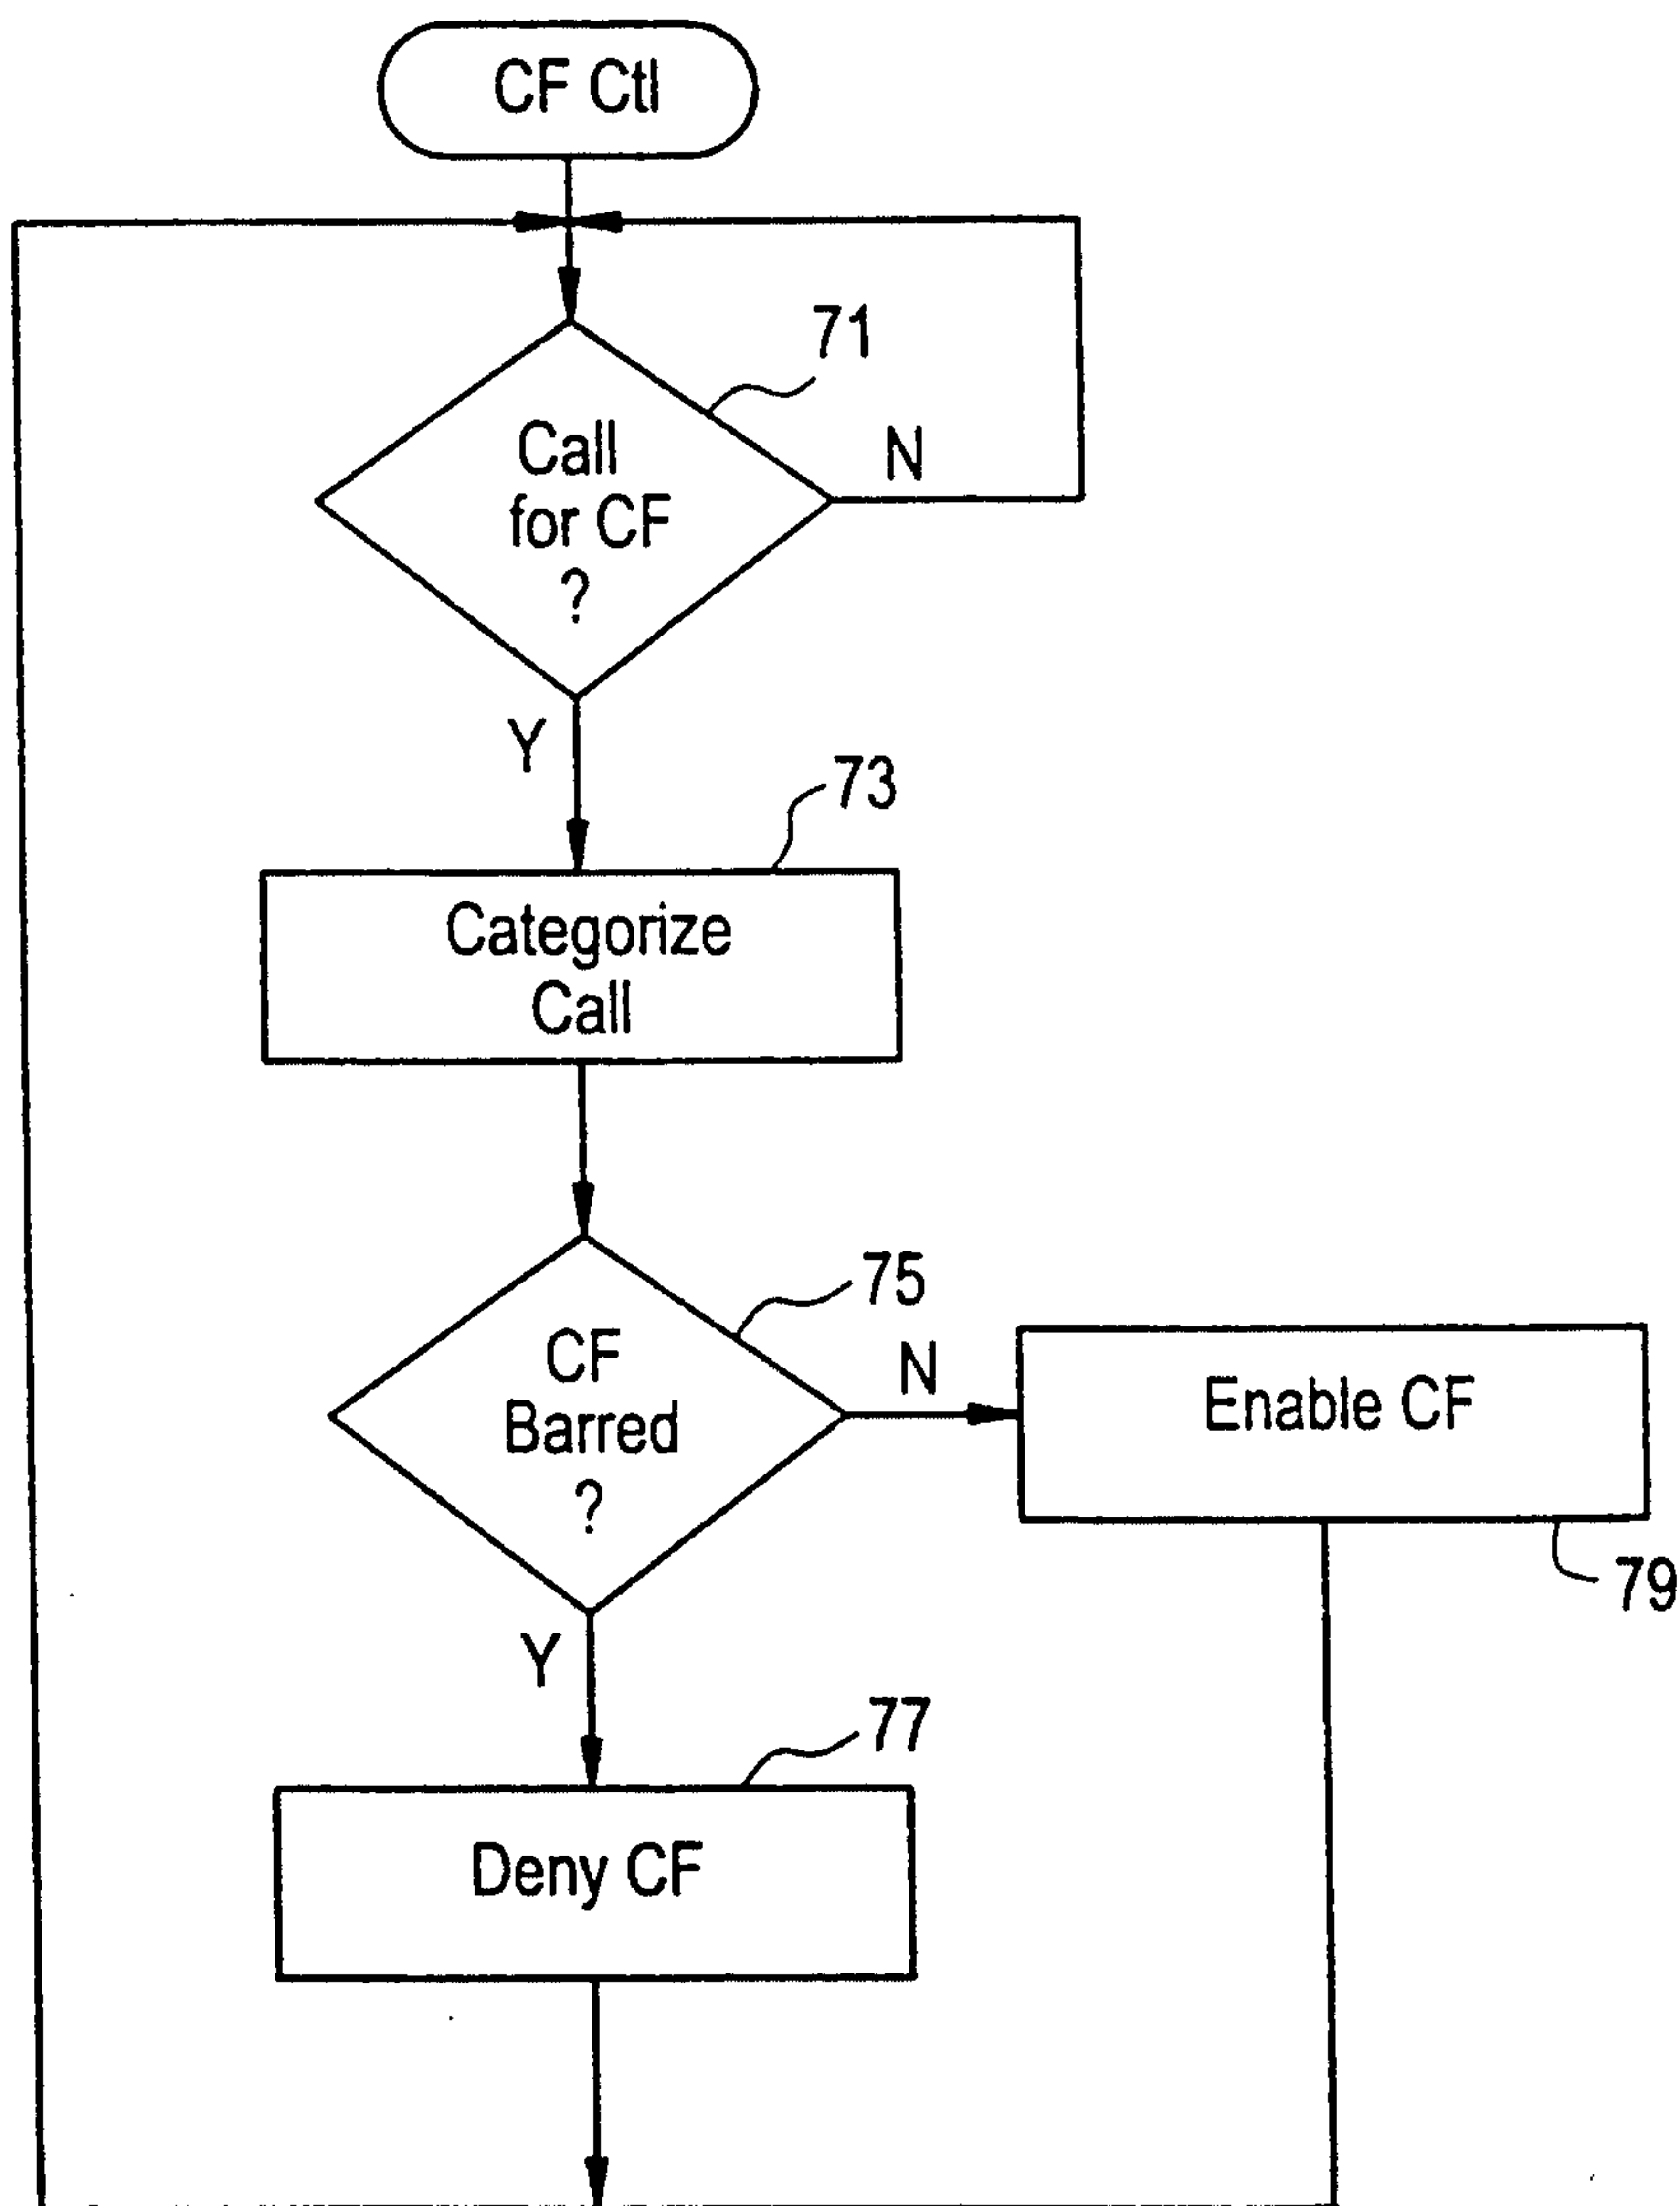 CF Ctl
71
Call
for CF
?
N
Y
73
Categorize
Call
75
CF
Barred
?
N
Enable CF
79
Y
77
Deny CF